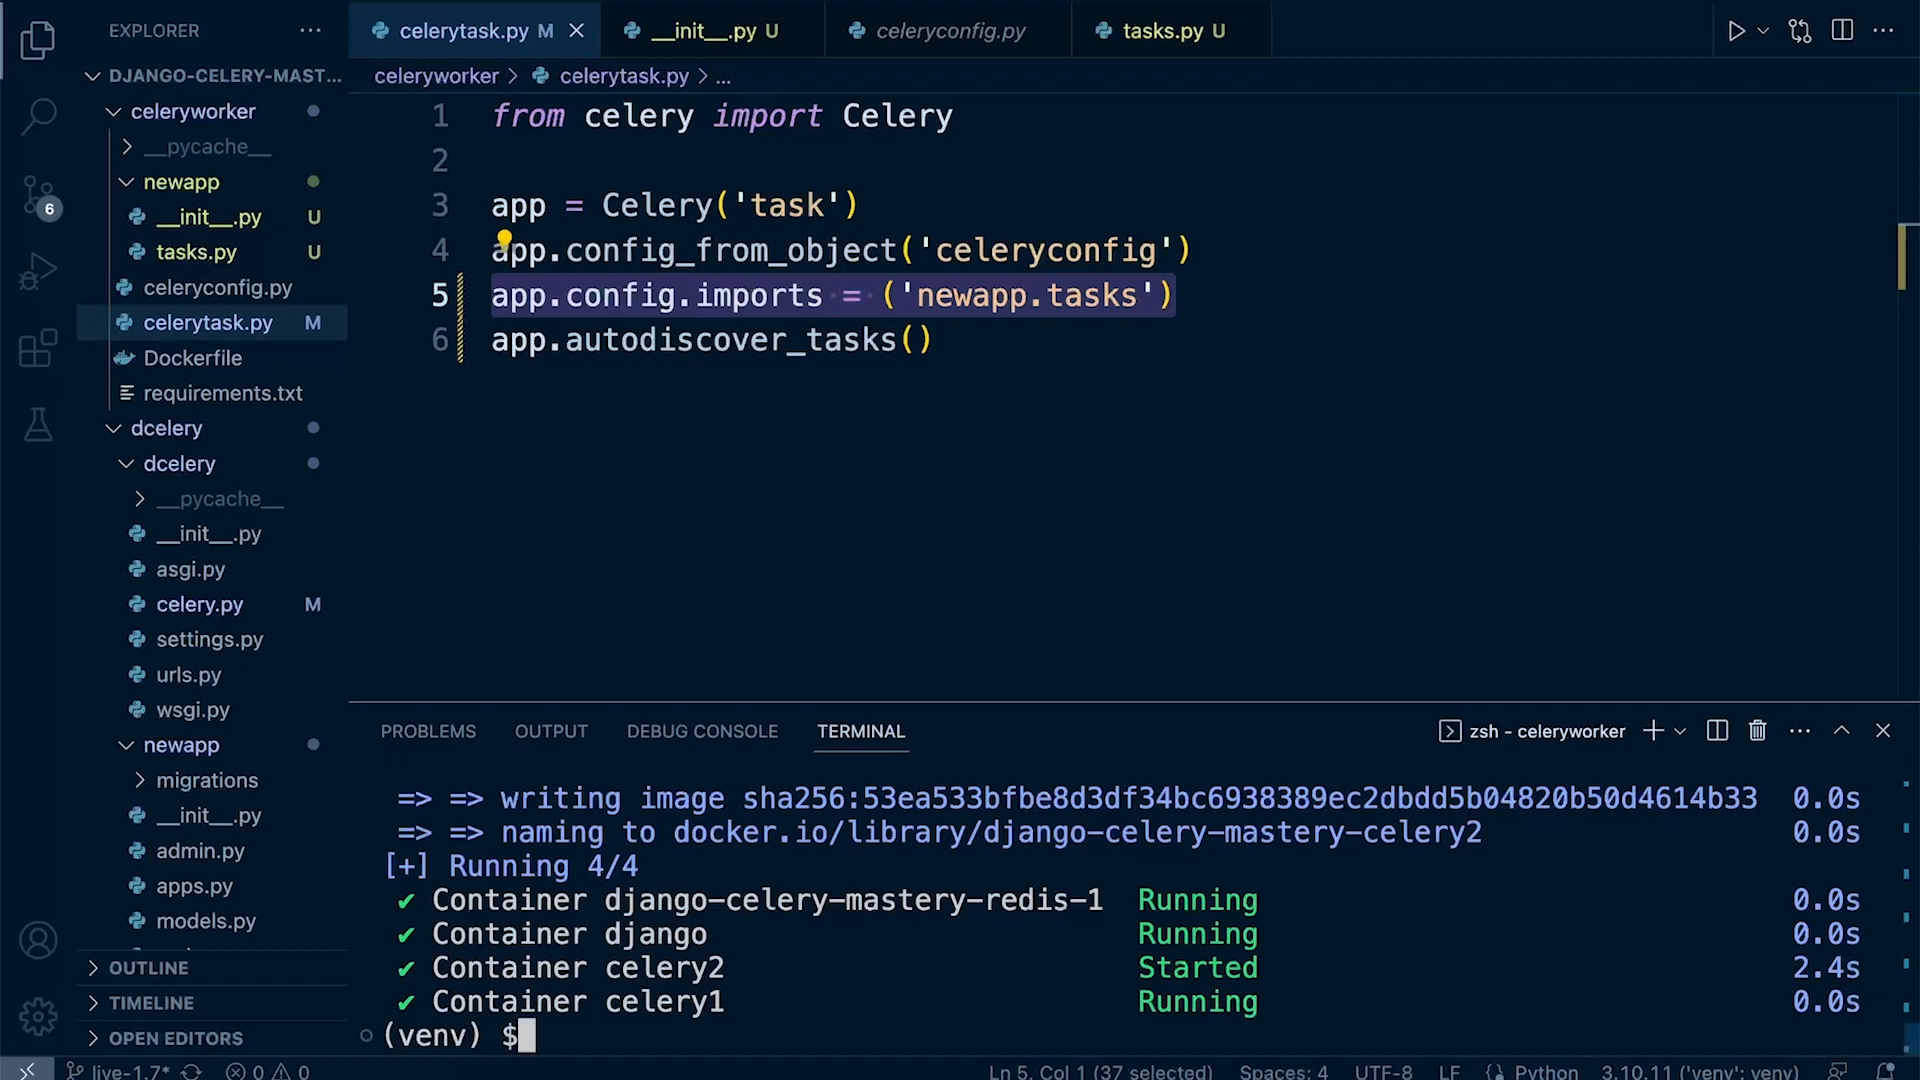 EXPLORER
DJANGO-CELERY-MAST...
celeryworker
__pycache__
newapp
__init__.py U
tasks.py U
celeryconfig.py
celerytask.py M
Dockerfile
requirements.txt
dcelery
dcelery
__pycache__
__init__.py
asgi.py
celery.py M
settings.py
urls.py
wsgi.py
newapp
migrations
__init__.py
admin.py
apps.py
models.py
OUTLINE
TIMELINE
OPEN EDITORS
6
celerytask.py M
__init__.py U
celeryconfig.py
tasks.py U
celeryworker > celerytask.py > ...
1 from celery import Celery
2
3 app = Celery('task')
4 app.config_from_object('celeryconfig')
5 app.config.imports = ('newapp.tasks')
6 app.autodiscover_tasks()
PROBLEMS OUTPUT DEBUG CONSOLE TERMINAL
zsh - celeryworker
=> => writing image sha256:53ea533bfbe8d3df34bc6938389ec2dbdd5b04820b50d4614b33 0.0s
=> => naming to docker.io/library/django-celery-mastery-celery2 0.0s
[+] Running 4/4
✔ Container django-celery-mastery-redis-1 Running 0.0s
✔ Container django Running 0.0s
✔ Container celery2 Started 2.4s
✔ Container celery1 Running 0.0s
(venv) $
live-1.7* 0 0
Ln 5, Col 1 (37 selected) Spaces: 4 UTF-8 LF Python 3.10.11 ('venv': venv)